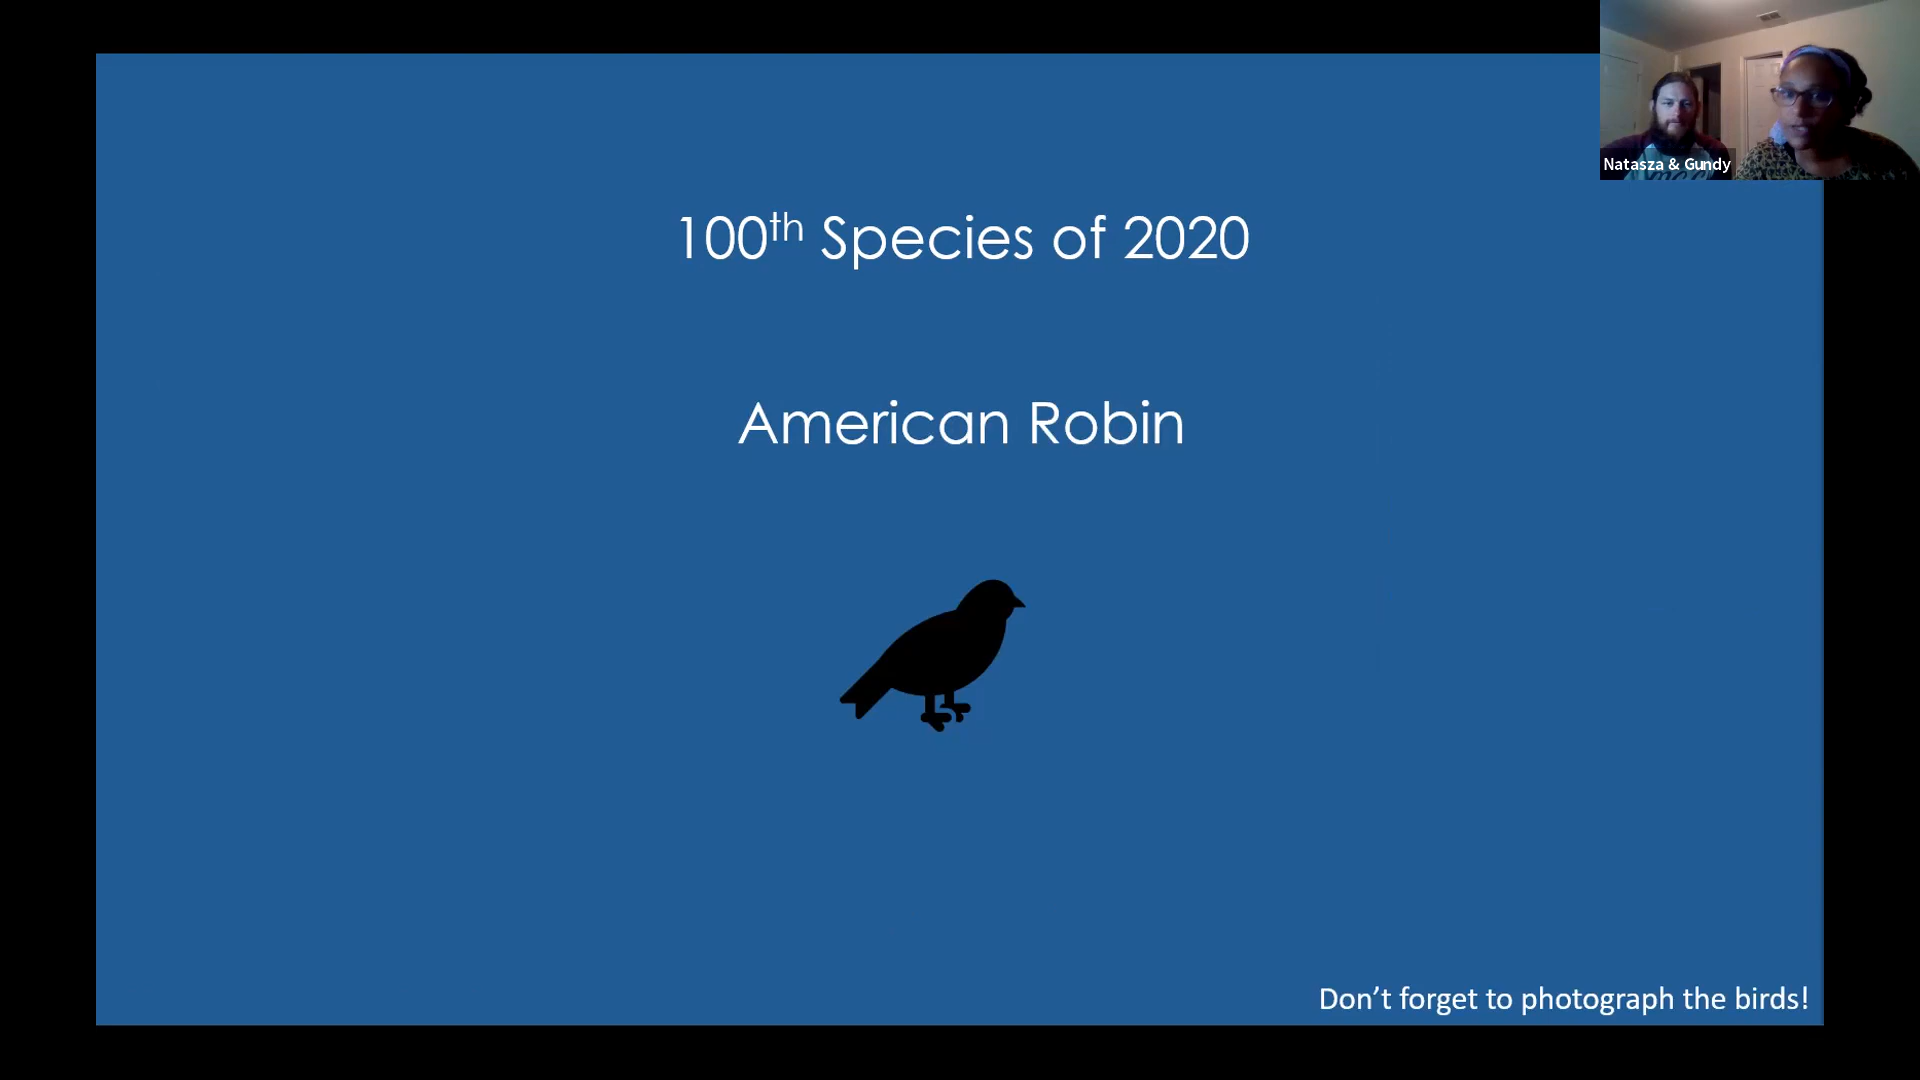 Natasza & Gundy
100th Species of 2020
American Robin
Don’t forget to photograph the birds!